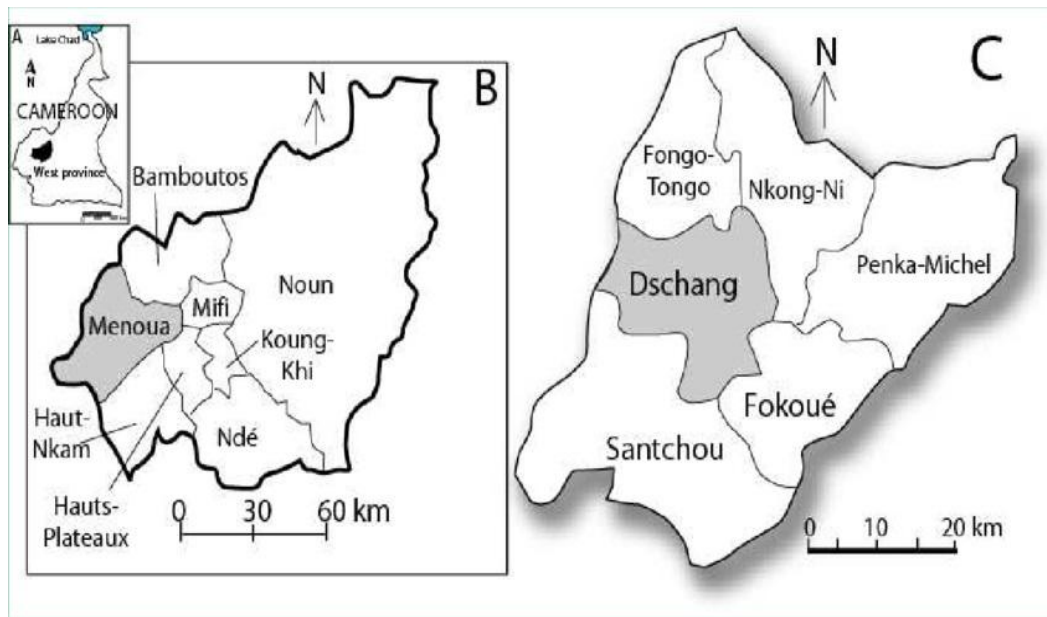 A
Lake Chad
N
CAMEROON
West province
B
N
Bamboutos
Noun
Mifi
Menoua
Koung-
Khi
Haut-
Nkam
Ndé
Hauts-
Plateaux
0 30 60 km
C
N
Fongo-
Tongo
Nkong-Ni
Penka-Michel
Dschang
Fokoué
Santchou
0 10 20 km